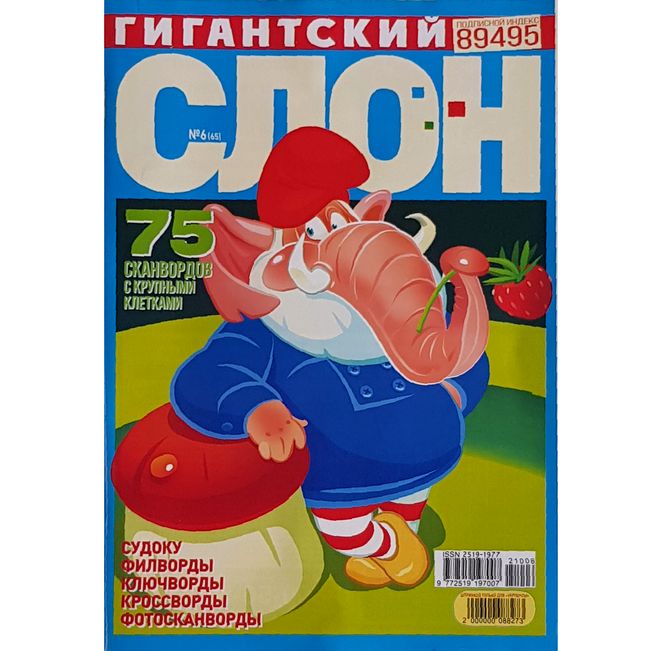 ГИГАНТСКИЙ
ПОДПИСНОЙ ИНДЕКС
89495
СЛОН
№6 (65)
75
СКАНВОРДОВ
С КРУПНЫМИ
КЛЕТКАМИ
СУДОКУ
ФИЛВОРДЫ
КЛЮЧВОРДЫ
КРОССВОРДЫ
ФОТОСКАНВОРДЫ
ISSN 2519-1977
21006
9 772519 197007
2 000000 088273